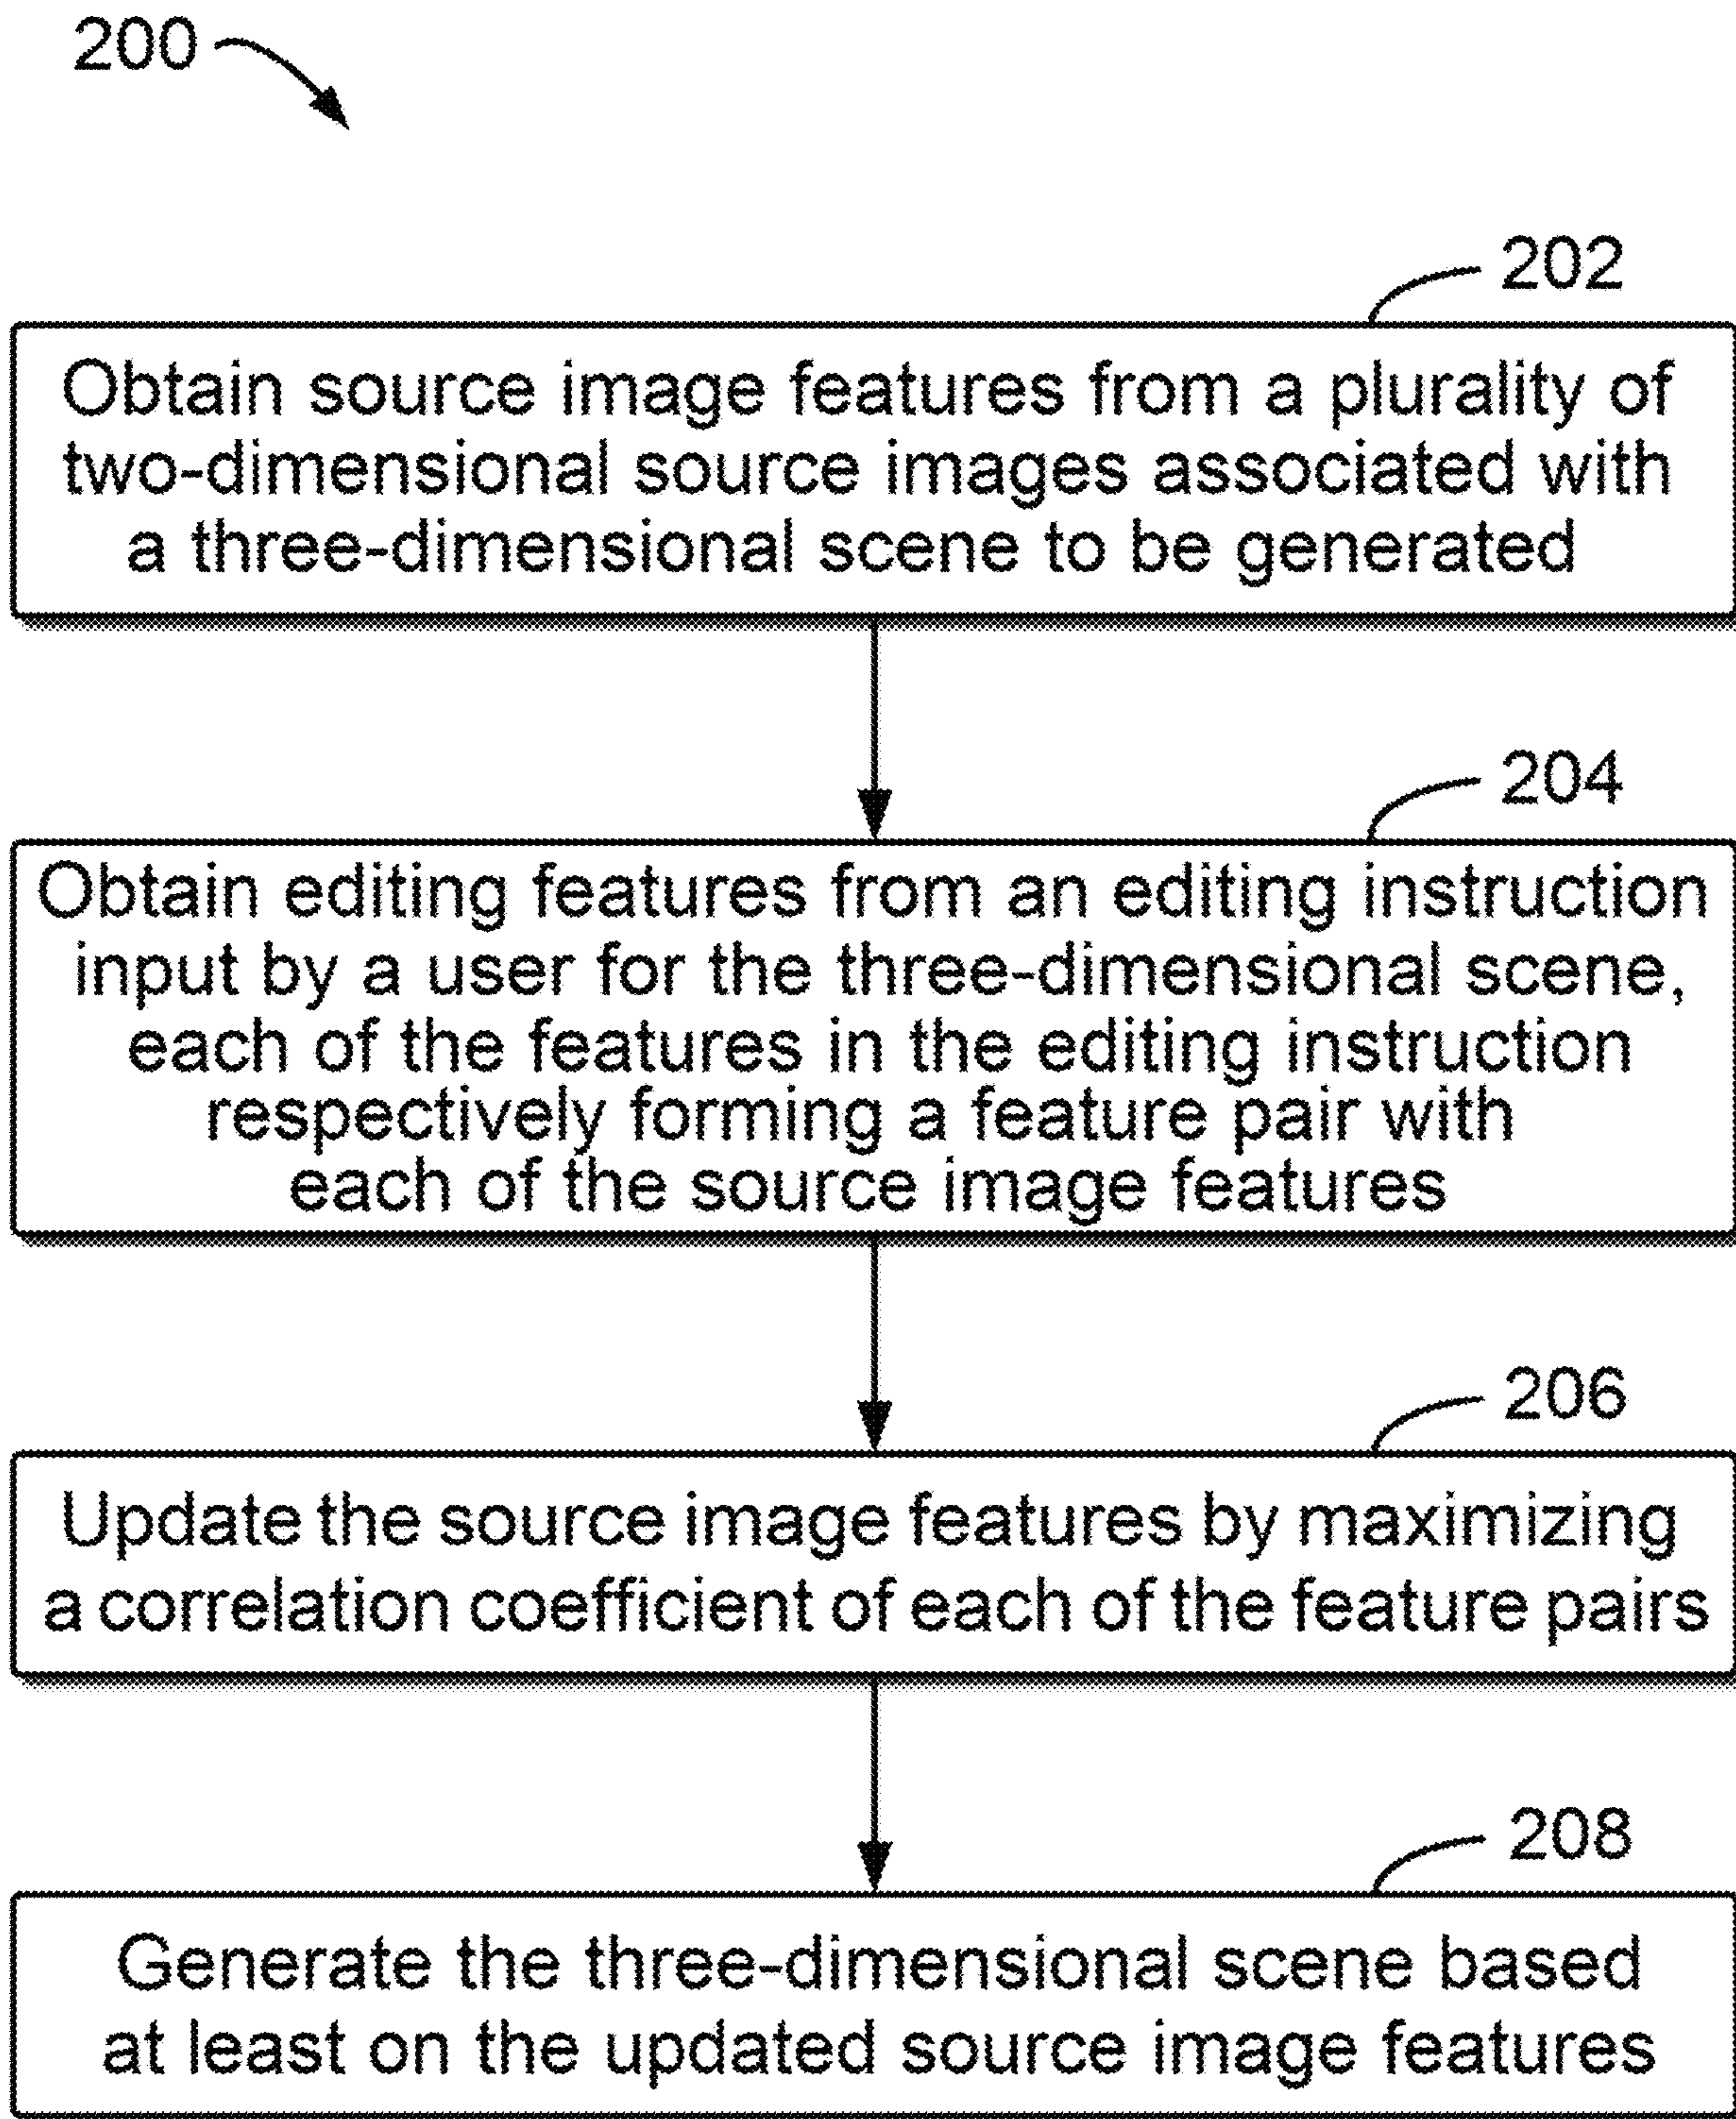 200
202
Obtain source image features from a plurality of
two-dimensional source images associated with
a three-dimensional scene to be generated
204
Obtain editing features from an editing instruction
input by a user for the three-dimensional scene,
each of the features in the editing instruction
respectively forming a feature pair with
each of the source image features
206
Update the source image features by maximizing
a correlation coefficient of each of the feature pairs
208
Generate the three-dimensional scene based
at least on the updated source image features